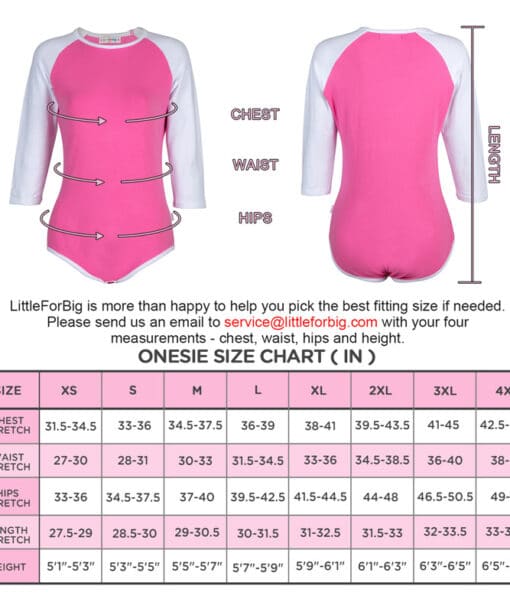 CHEST
WAIST
HIPS
LENGTH
LittleForBig is more than happy to help you pick the best fitting size if needed.
Please send us an email to service@littleforbig.com with your four
measurements - chest, waist, hips and height.
ONESIE SIZE CHART ( IN )
SIZE XS S M L XL 2XL 3XL 4X
HEST 31.5-34.5 33-36 34.5-37.5 36-39 38-41 39.5-43.5 41-45 42.5-
TRETCH
AIST 27-30 28-31 30-33 31.5-34.5 33-36 34.5-38.5 36-40 38-
TRETCH
HIPS 33-36 34.5-37.5 37-40 39.5-42.5 41.5-44.5 44-48 46.5-50.5 49-
TRETCH
NGTH 27.5-29 28.5-30 29-30.5 30-31.5 31-32.5 31.5-33 32-33.5 33-3
TRETCH
EIGHT 5'1"-5'3" 5'3"-5'5" 5'5"-5'7" 5'7"-5'9" 5'9"-6'1" 6'1"-6'3" 6'3"-6'5" 6'5"-